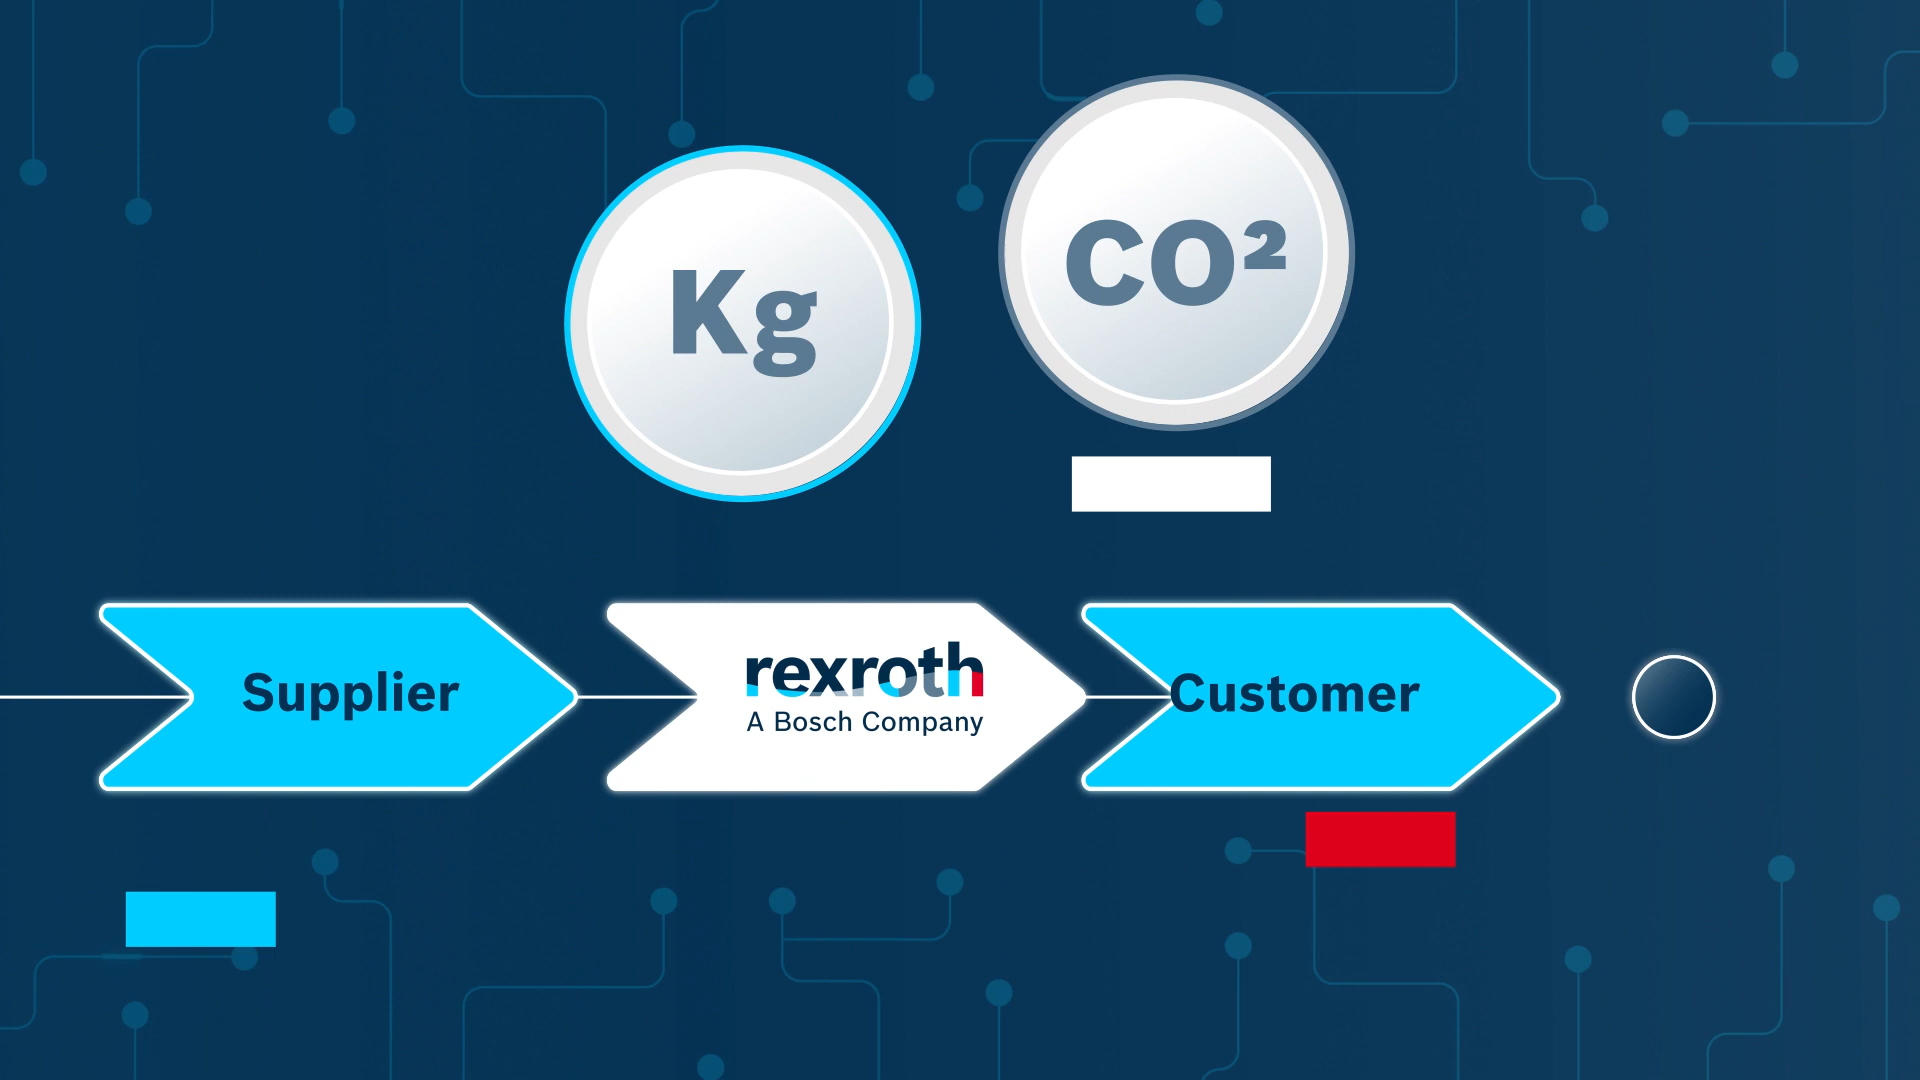 Kg
CO²
Supplier
rexroth
A Bosch Company
Customer